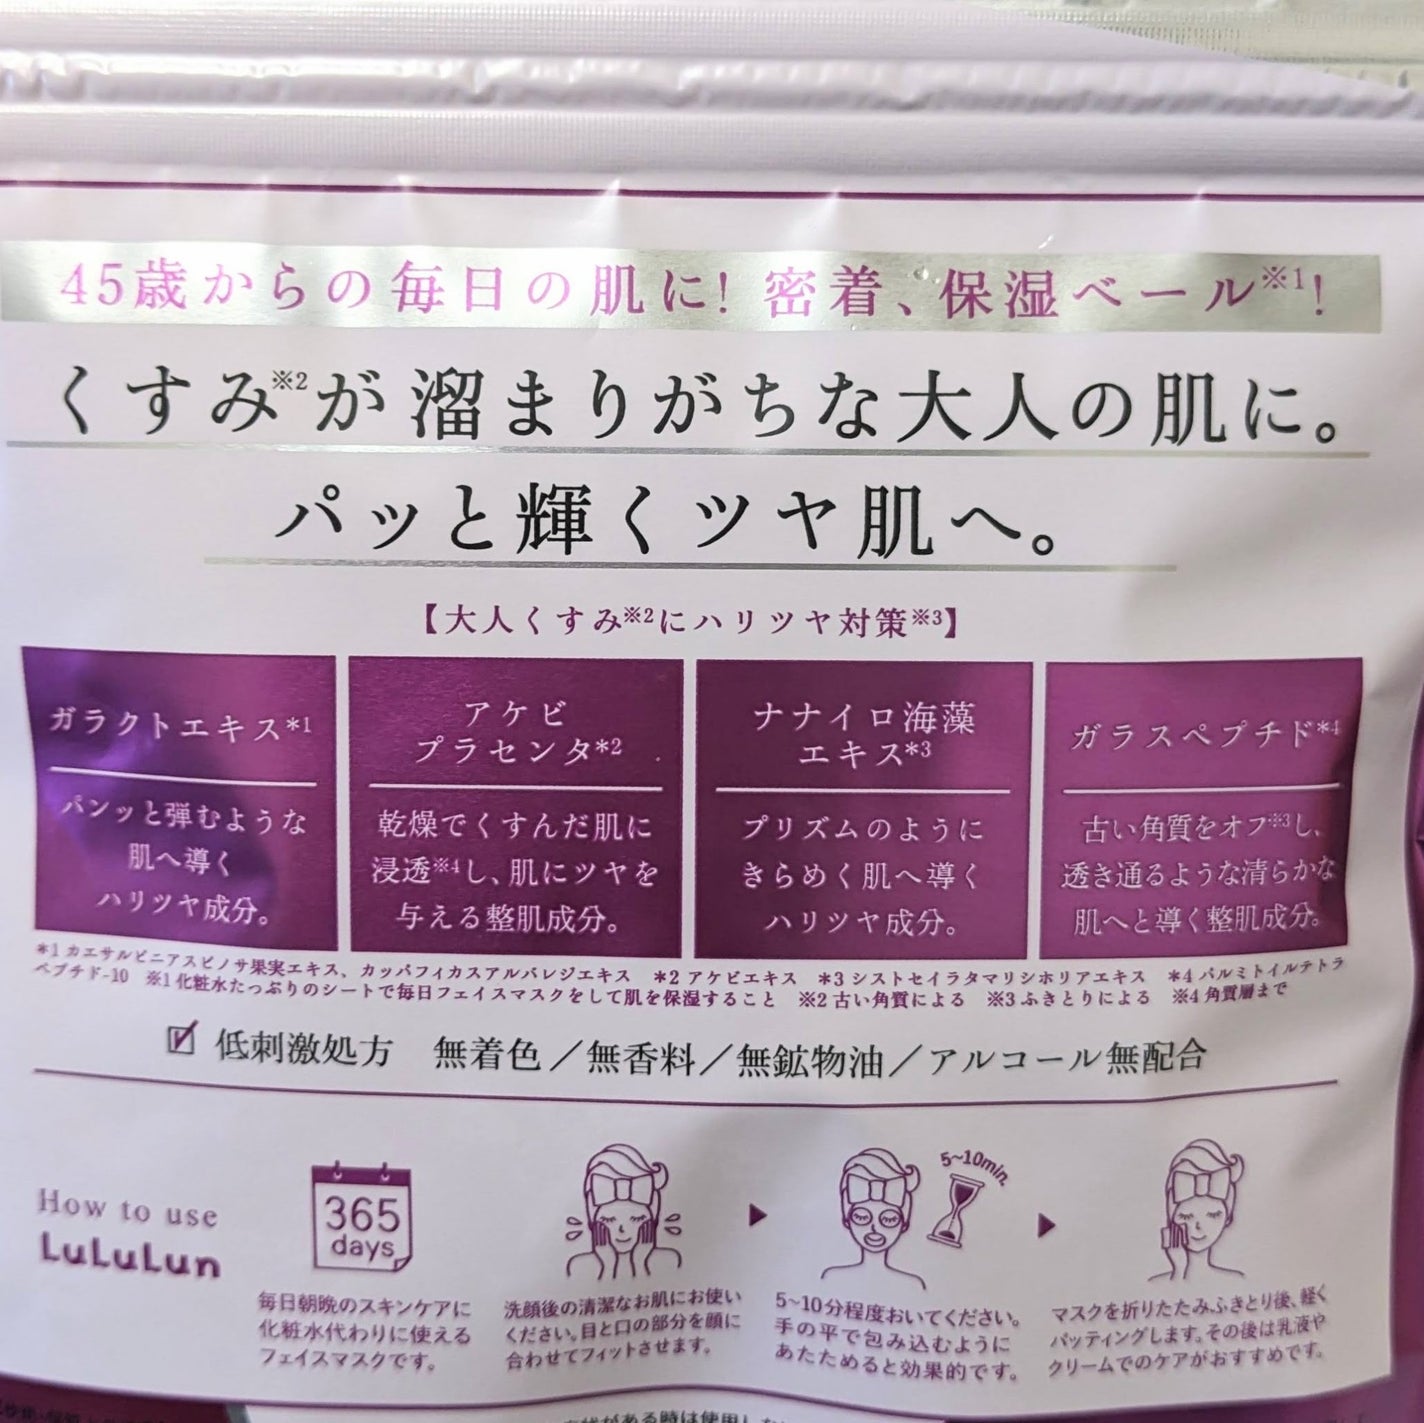 45歳からの毎日の肌に! 密着、保湿ベール※1!
くすみ※2が溜まりがちな大人の肌に。
パッと輝くツヤ肌へ。
【大人くすみ※2にハリツヤ対策※3】
ガラクトエキス*1
パンッと弾むような
肌へ導く
ハリツヤ成分。
アケビ
プラセンタ*2
乾燥でくすんだ肌に
浸透※4し、肌にツヤを
与える整肌成分。
ナナイロ海藻
エキス*3
プリズムのように
きらめく肌へ導く
ハリツヤ成分。
ガラスペプチド*4
古い角質をオフ※3し、
透き通るような清らかな
肌へと導く整肌成分。
*1 カエサルピニアスピノサ果実エキス、カッパフィカスアルバレジエキス *2 アケビエキス *3 シストセイラタマリシホリアエキス *4 パルミトイルテトラ
ペプチド-10 ※1 化粧水たっぷりのシートで毎日フェイスマスクをして肌を保湿すること ※2 古い角質による ※3 ふきとりによる ※4 角質層まで
低刺激処方 無着色/無香料/無鉱物油/アルコール無配合
How to use
LuLuLun
365
days
毎日朝晩のスキンケアに
化粧水代わりに使える
フェイスマスクです。
洗顔後の清潔なお肌にお使い
ください。目と口の部分を顔に
合わせてフィットさせます。
5~10min.
5~10分程度おいてください。
手の平で包み込むように
あたためると効果的です。
マスクを折りたたみふきとり後、軽く
パッティングします。その後は乳液や
クリームでのケアがおすすめです。